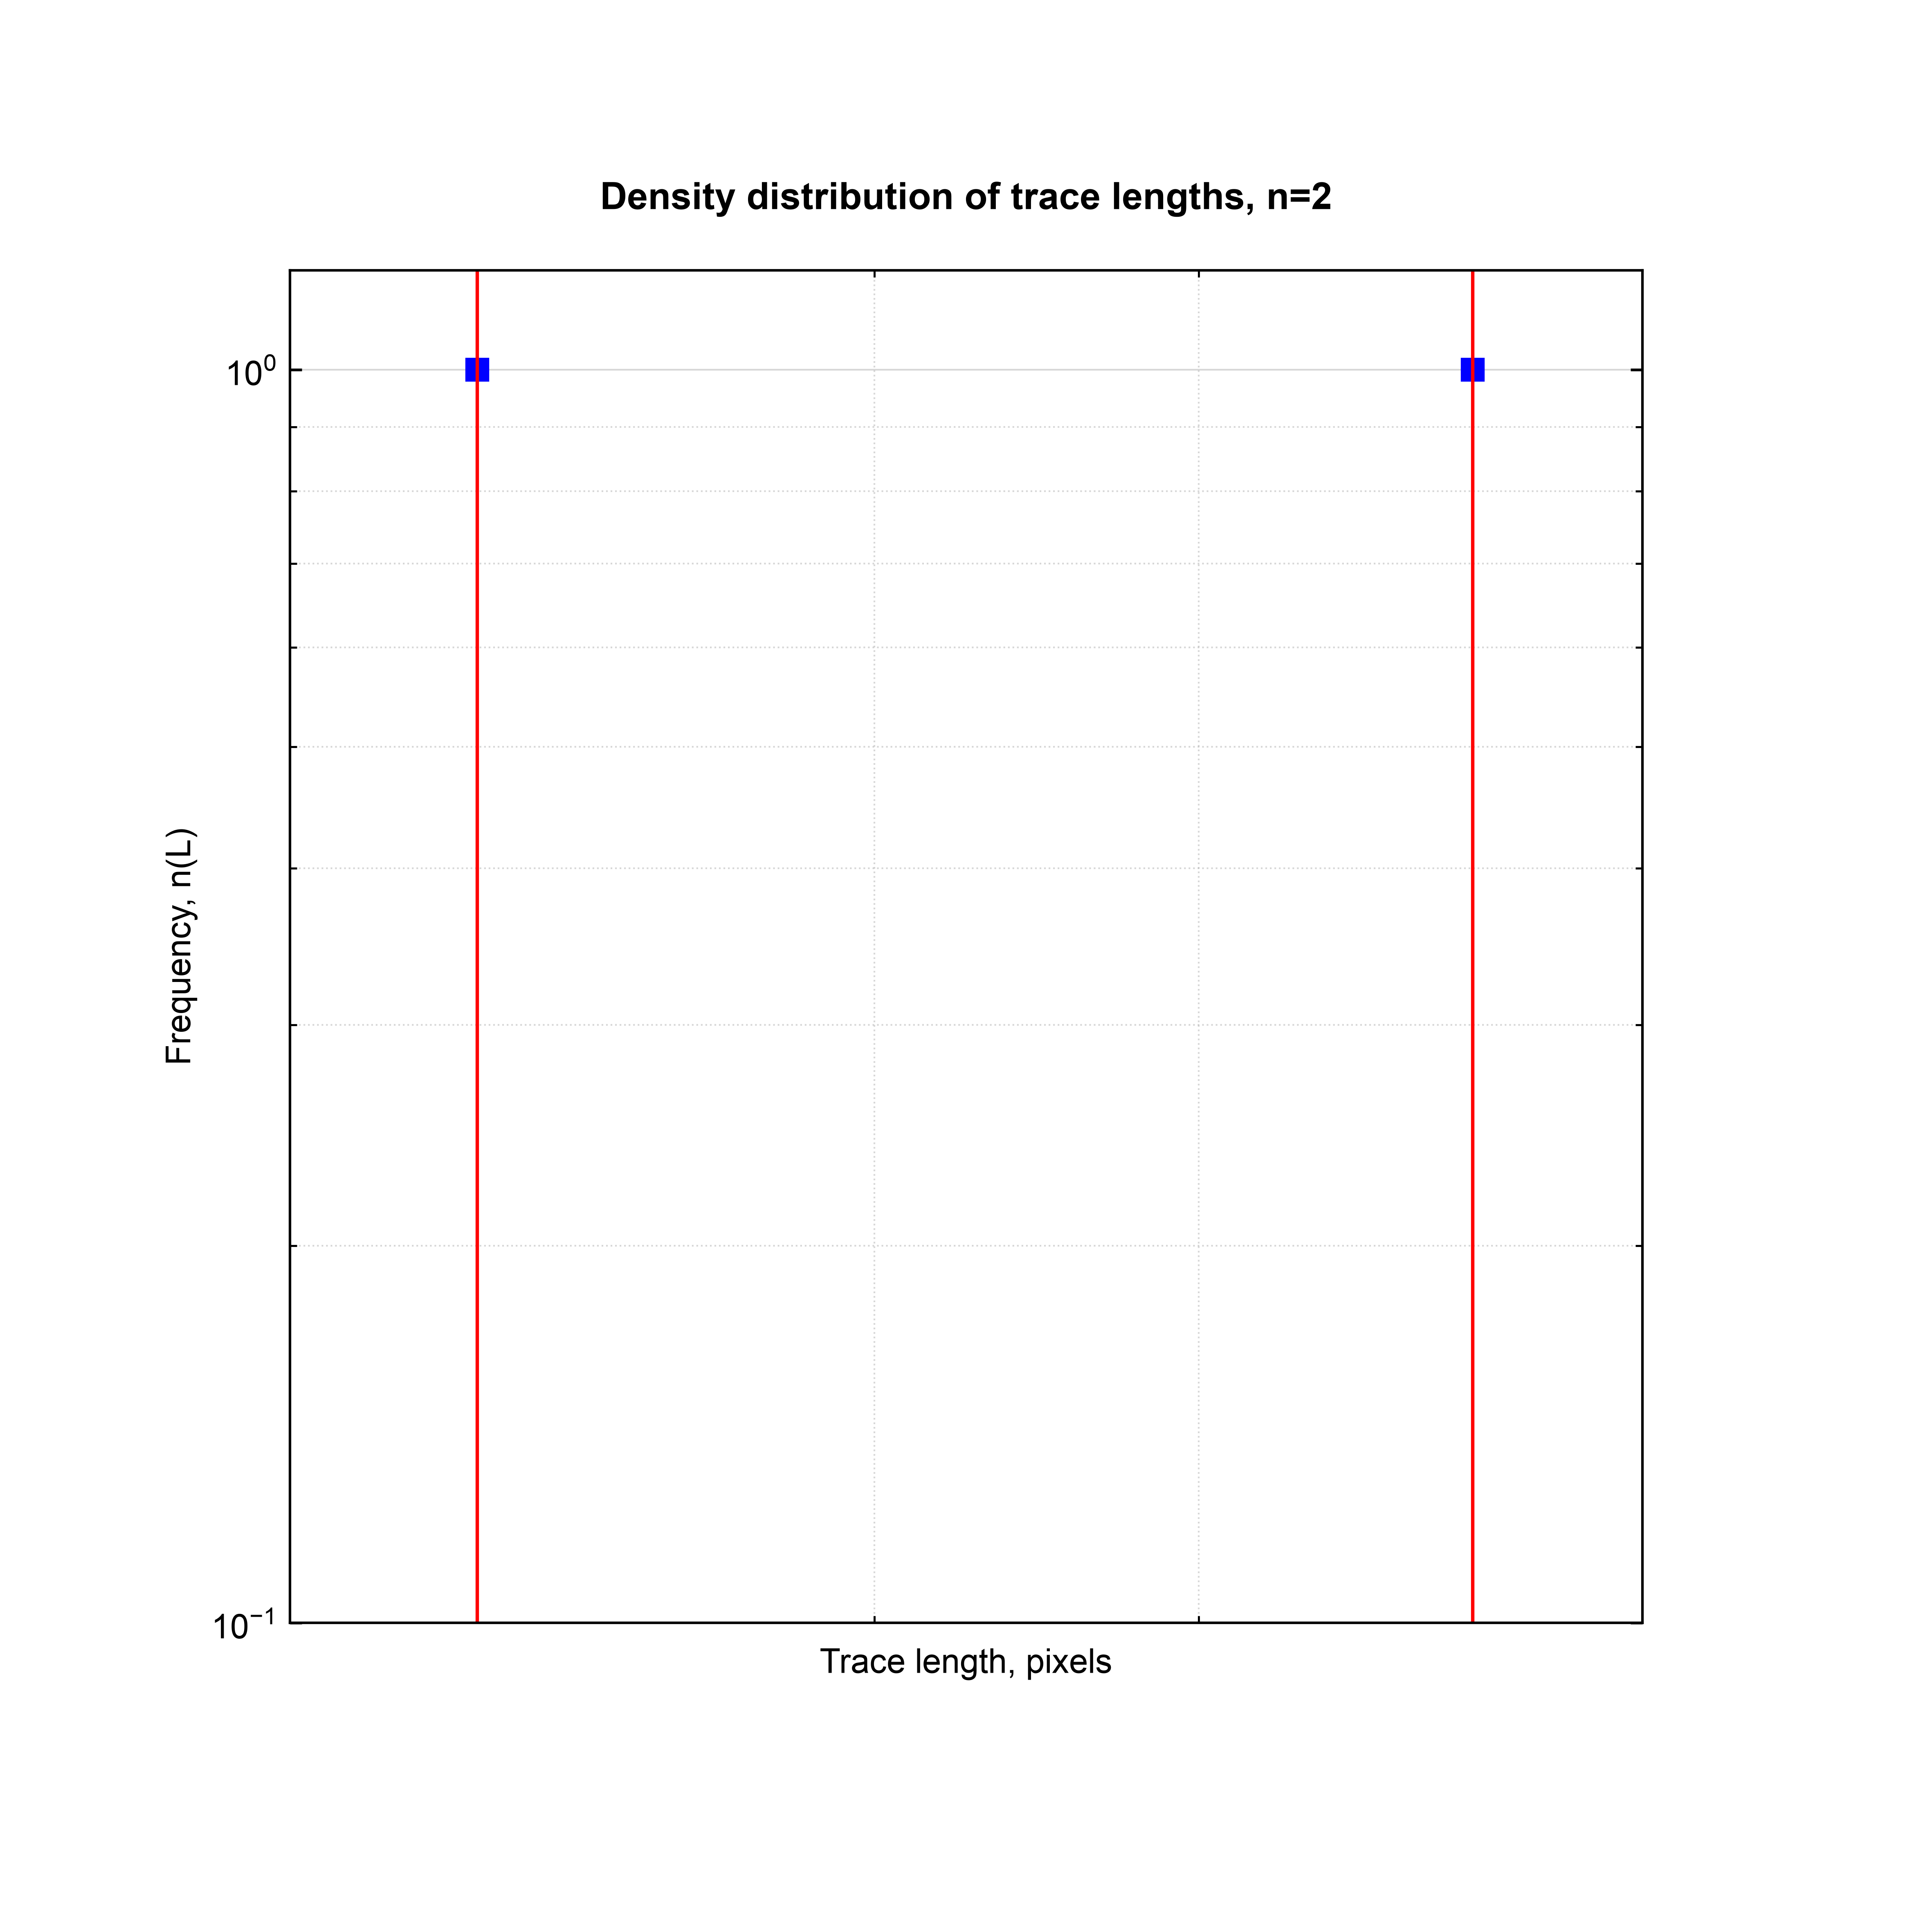 Density distribution of trace lengths, n=2
10⁰
Frequency, n(L)
10⁻¹
Trace length, pixels